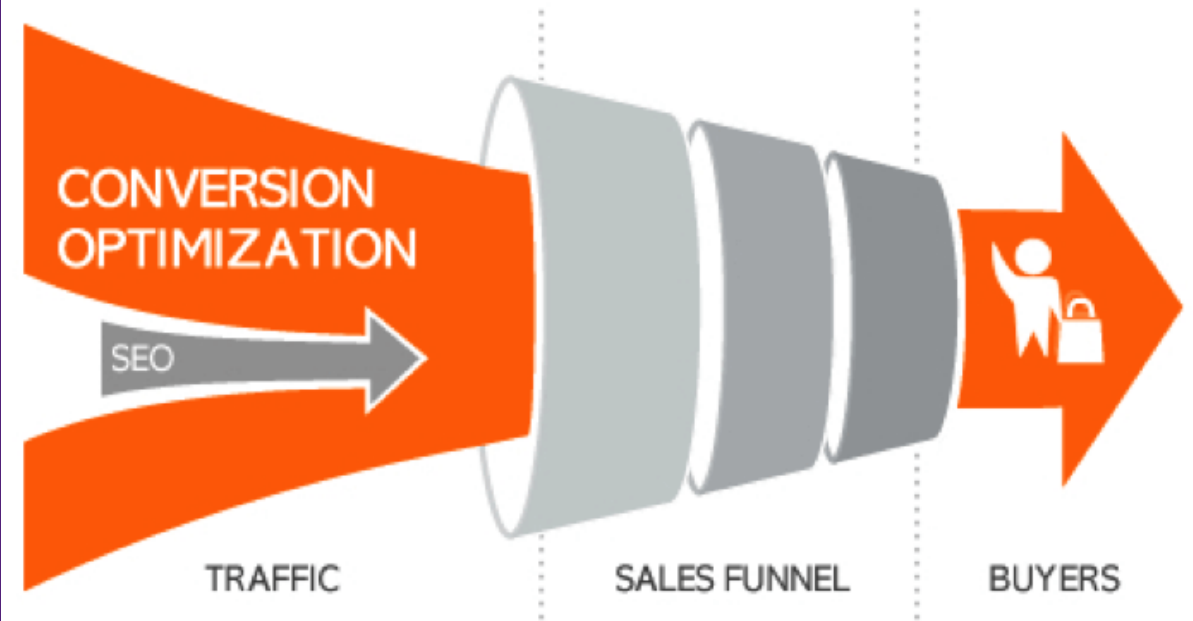 CONVERSION
OPTIMIZATION
SEO
TRAFFIC
SALES FUNNEL
BUYERS